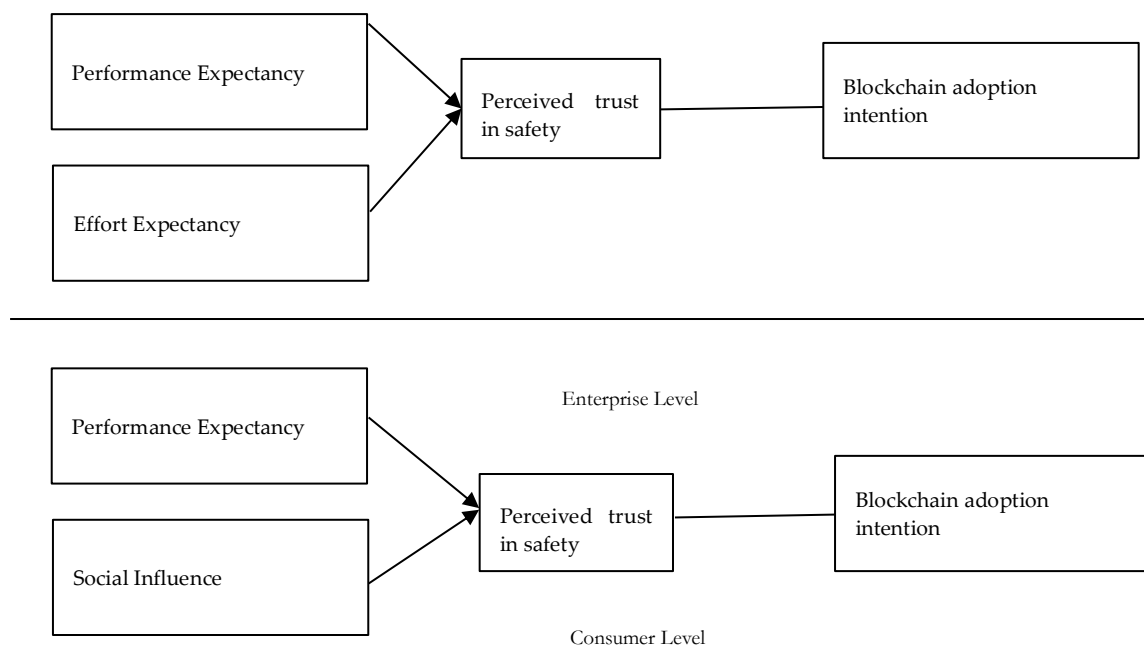 Performance Expectancy
Perceived trust
in safety
Blockchain adoption
intention
Effort Expectancy
Enterprise Level
Performance Expectancy
Perceived trust
in safety
Blockchain adoption
intention
Social Influence
Consumer Level